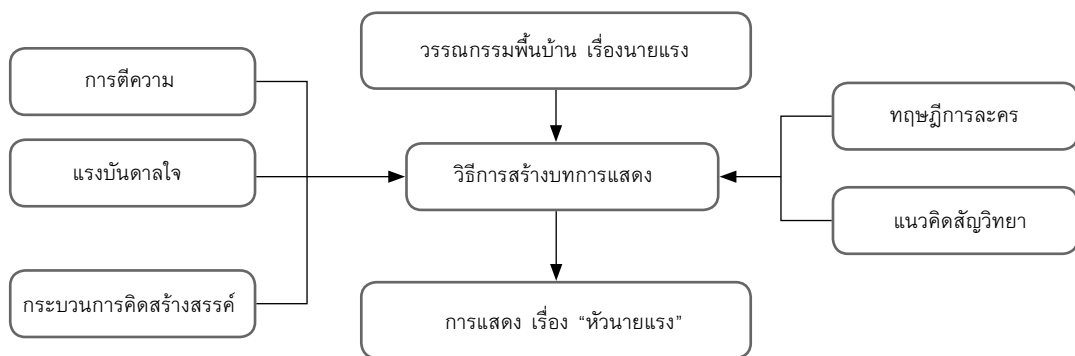 วรรณกรรมพื้นบ้าน เรื่องนายแรง
การตีความ
แรงบันดาลใจ
กระบวนการคิดสร้างสรรค์
วิธีการสร้างบทการแสดง
ทฤษฎีการละคร
แนวคิดสัญวิทยา
การแสดง เรื่อง “หัวนายแรง”